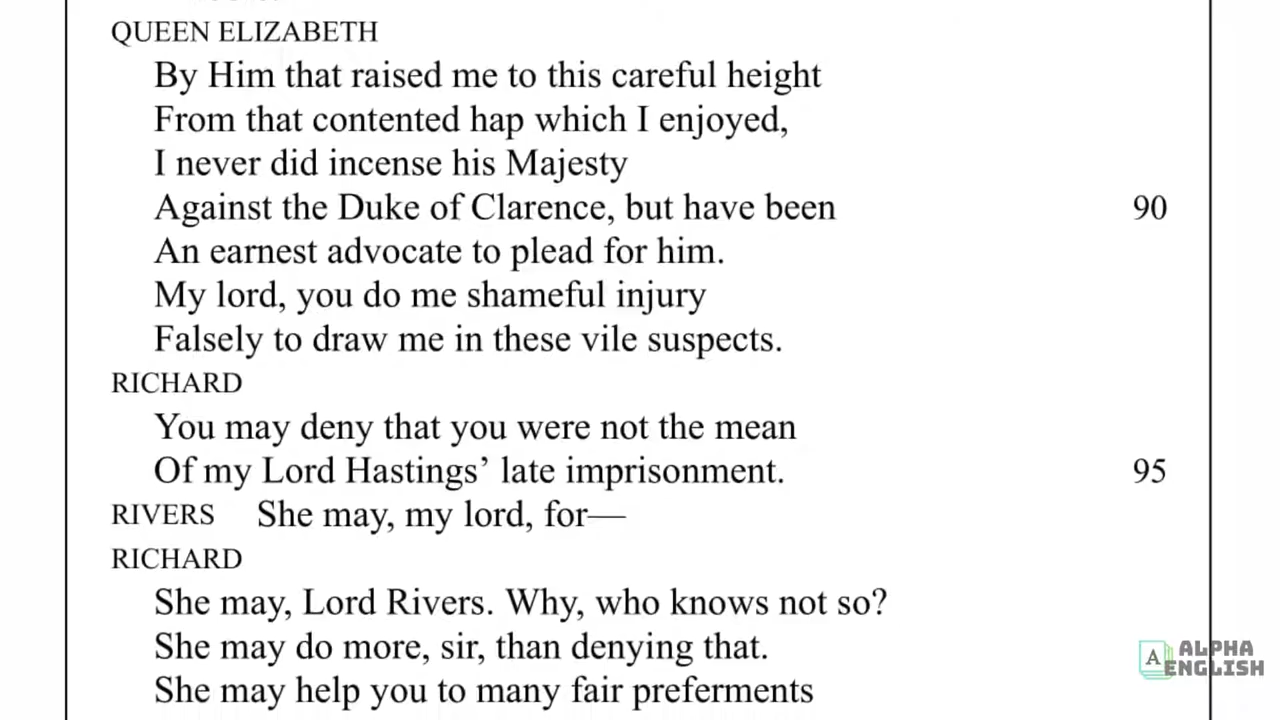 QUEEN ELIZABETH
By Him that raised me to this careful height
From that contented hap which I enjoyed,
I never did incense his Majesty
Against the Duke of Clarence, but have been 90
An earnest advocate to plead for him.
My lord, you do me shameful injury
Falsely to draw me in these vile suspects.
RICHARD
You may deny that you were not the mean
Of my Lord Hastings’ late imprisonment. 95
RIVERS She may, my lord, for—
RICHARD
She may, Lord Rivers. Why, who knows not so?
She may do more, sir, than denying that.
She may help you to many fair preferments
A ALPHA
ENGLISH